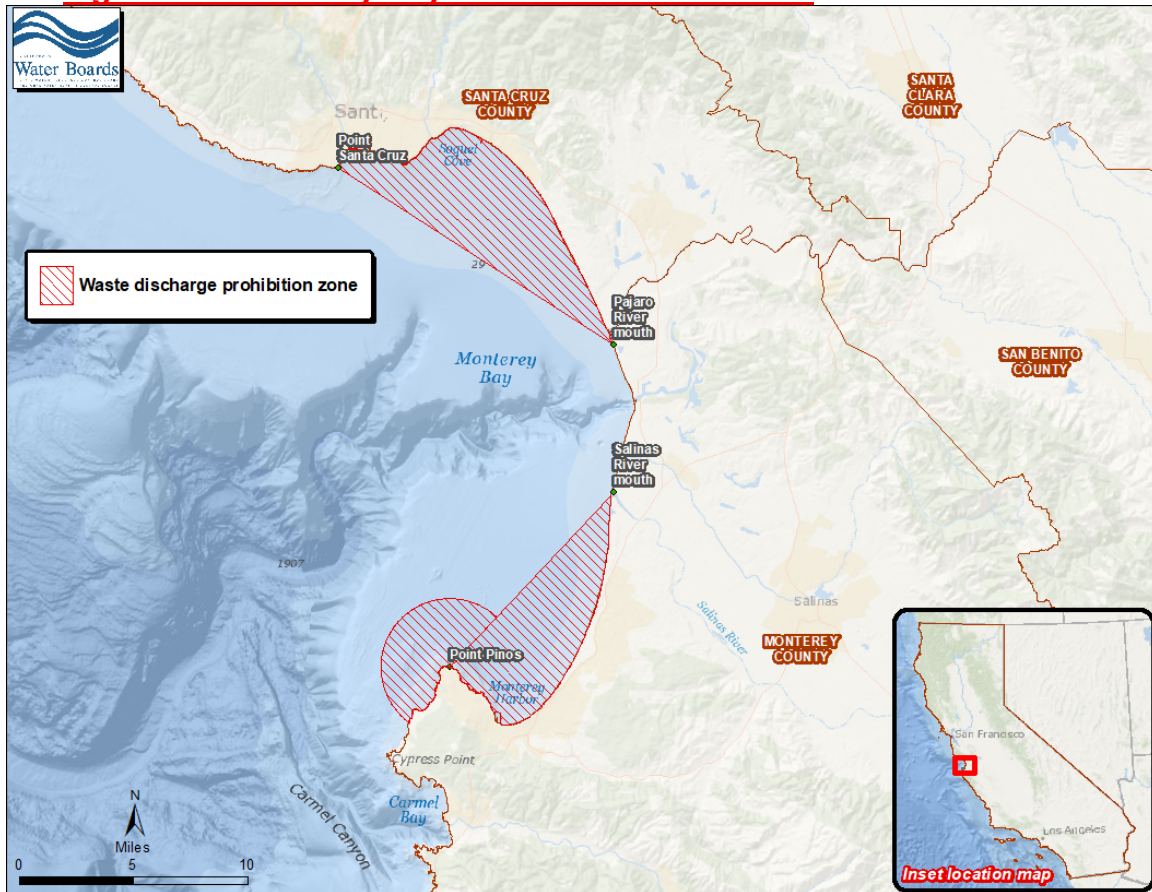 Water Boards
Santi
SANTA CRUZ
COUNTY
SANTA
CLARA
COUNTY
Point
Santa Cruz
Soquel
Cove
29
Waste discharge prohibition zone
Pajaro
River
mouth
Monterey
Bay
SAN BENITO
COUNTY
Salinas
River
mouth
1907
Salinas
Salinas River
MONTEREY
COUNTY
Point Pinos
Monterey
Harbor
Cypress Point
Carmel
Bay
Carmel Canyon
N
Miles
0 5 10
San Francisco
Los Angeles
Inset location map